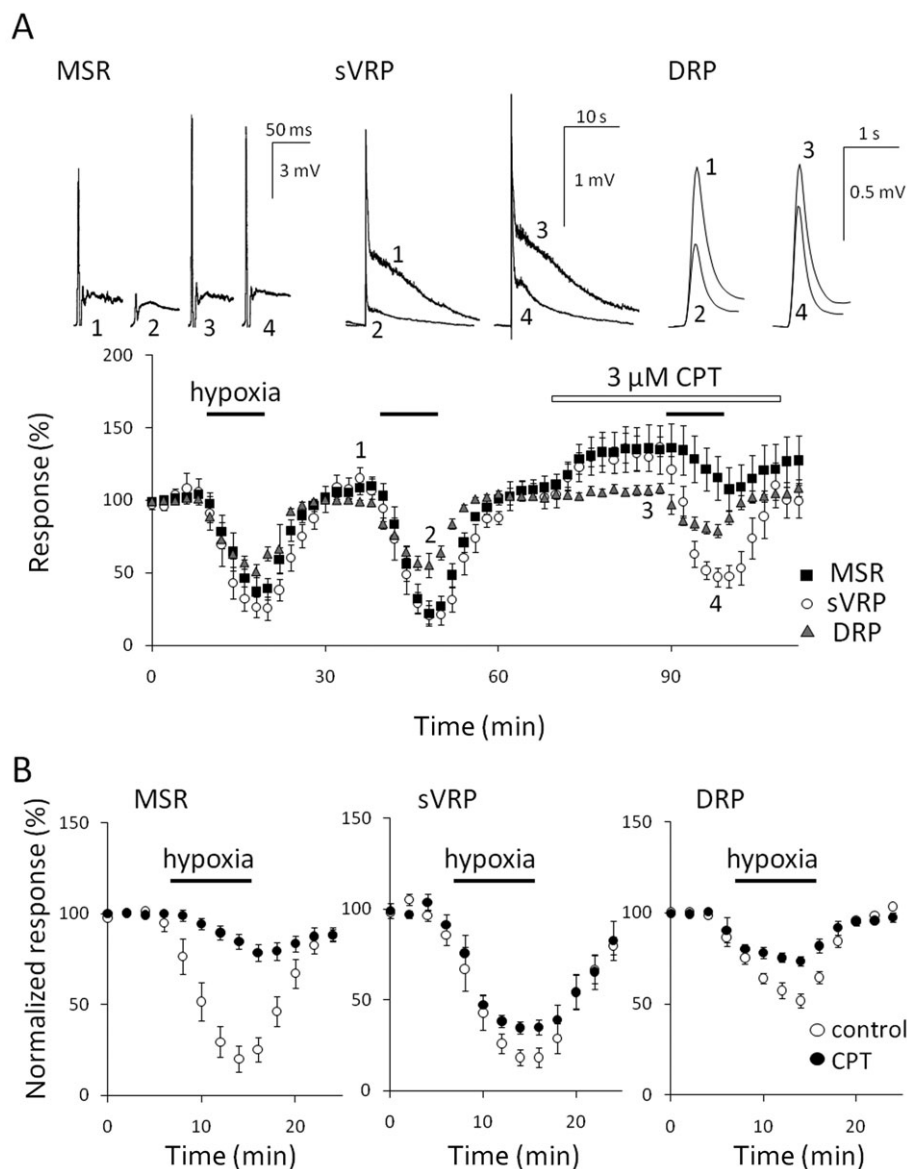 A
MSR sVRP DRP
50 ms
3 mV
10 s
1 mV
1 s
0.5 mV
1 2 3 4
1 2 3 4
1 2 3 4
200
150
100
50
0
Response (%)
hypoxia
3 µM CPT
1
2
3
4
MSR
sVRP
DRP
0 30 60 90
Time (min)
B
MSR sVRP DRP
Normalized response (%)
150
100
50
0
hypoxia
0 10 20
Time (min)
150
100
50
0
hypoxia
0 10 20
Time (min)
150
100
50
0
hypoxia
control
CPT
0 10 20
Time (min)